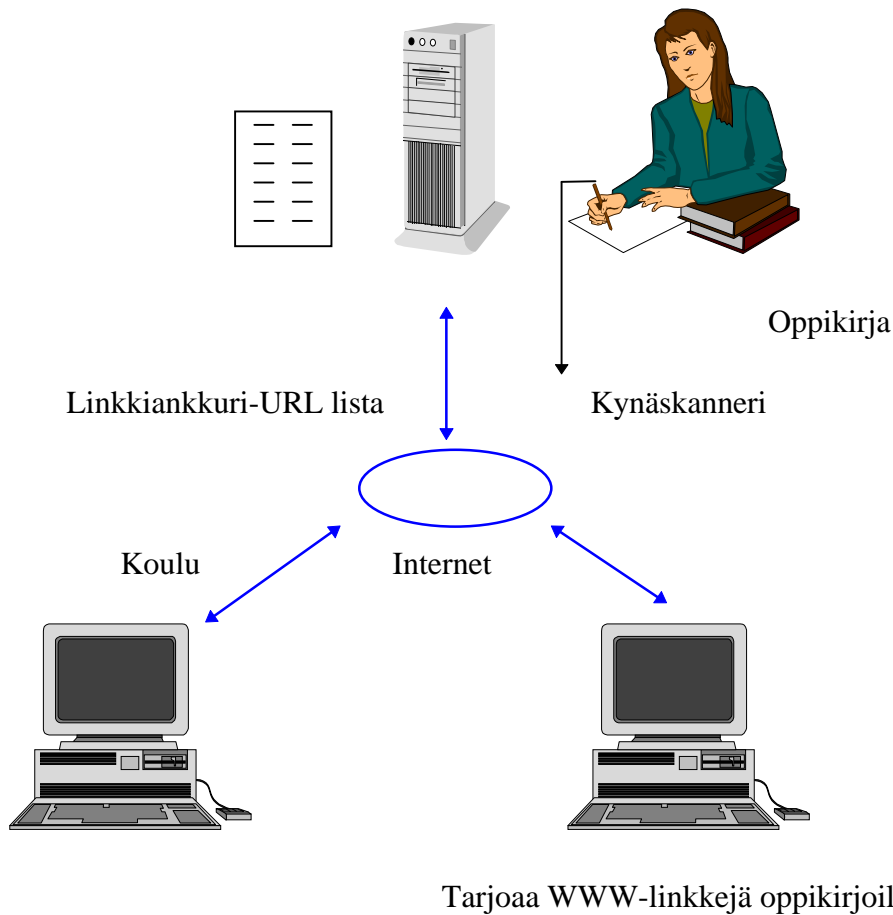 Oppikirja
Linkkiankkuri-URL lista
Kynäskanneri
Koulu
Internet
Tarjoaa WWW-linkkejä oppikirjoil